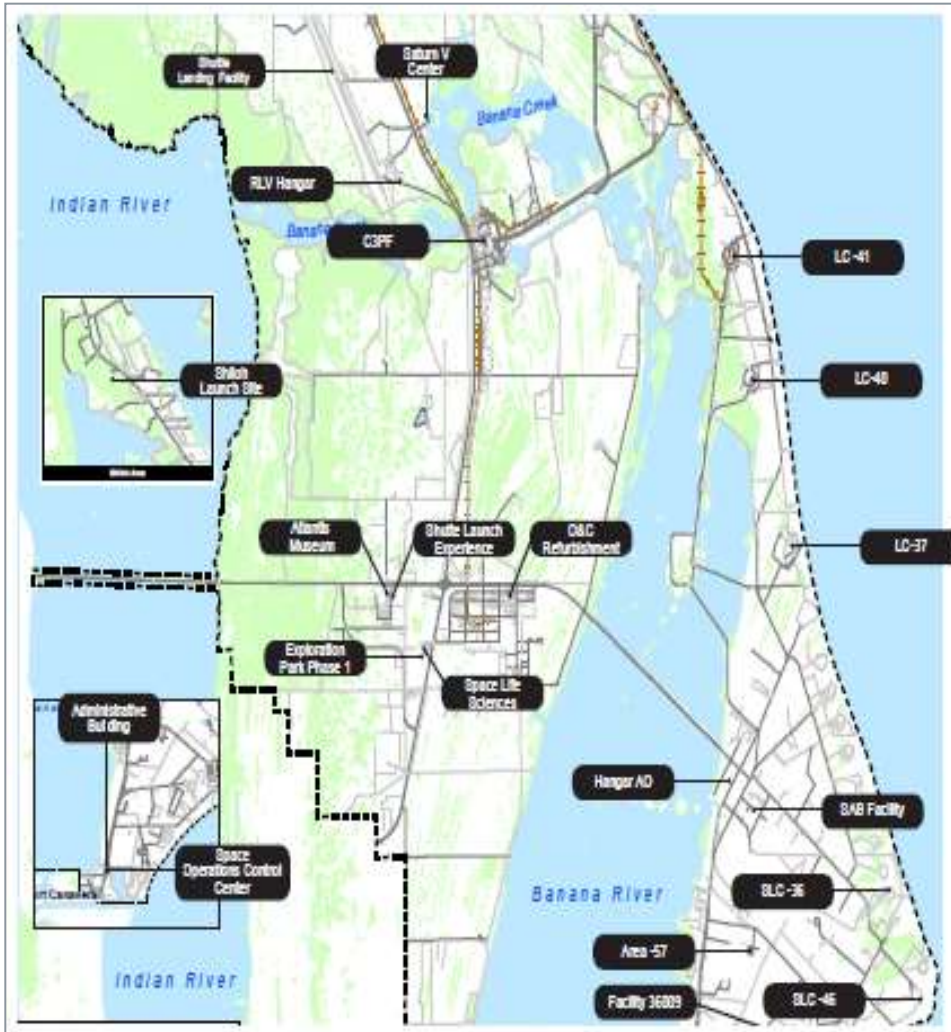 Shuttle
Landing Facility
Saturn V
Center
Banana Creek
RLV Hangar
Indian River
Banana
C3PF
LC-41
Shiloh
Launch Site
LC-40
Atlantis
Museum
Shuttle Launch
Experience
O&C
Refurbishment
LC-37
Exploration
Park Phase 1
Space Life
Sciences
Administrative
Building
Hangar AO
SAB Facility
Space
Operations Control
Center
SLC-36
Banana River
Area-57
Indian River
Facility 36009
SLC-46